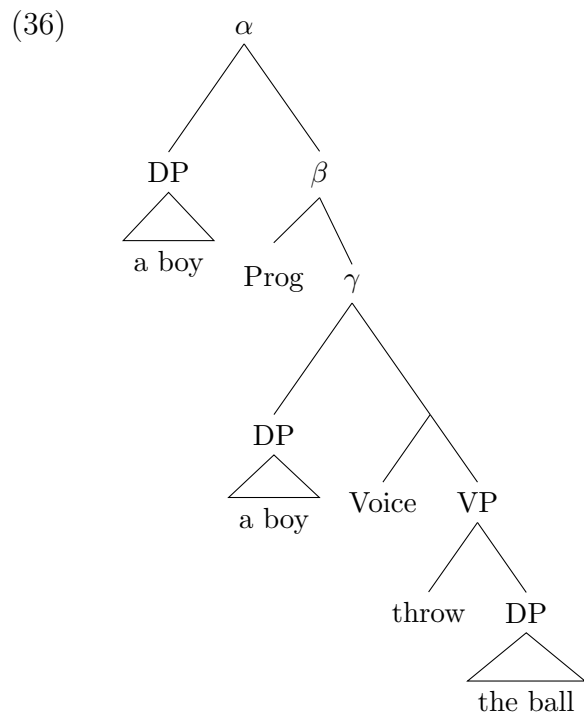 (36)
α
DP
β
a boy
Prog
γ
DP
a boy
Voice
VP
throw
DP
the ball